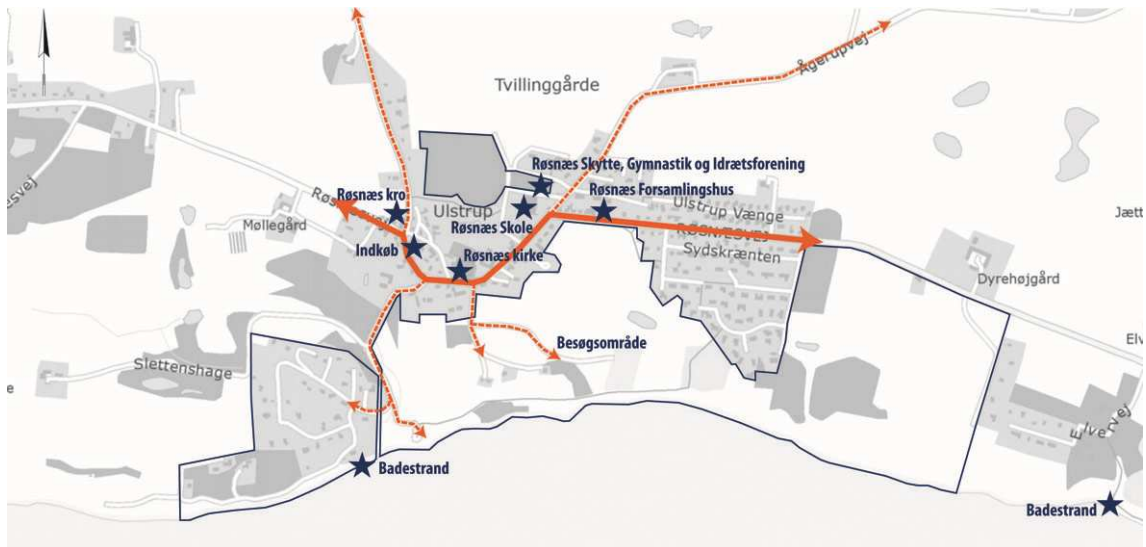 Ågerupvej
Tvillinggårde
Røsnæs Skytte, Gymnastik og Idrætsforening
Røsnæs kro
Røsnæs Forsamlingshus
Ulstrup
Ulstrup Vænge
Møllegård
Røsnæs Skole
RØSNÆSVEJ
Indkøb
Røsnæs kirke
Sydskrænten
Dyrehøjgård
Besøgsområde
Slettenshage
Elvervej
Badestrand
Badestrand